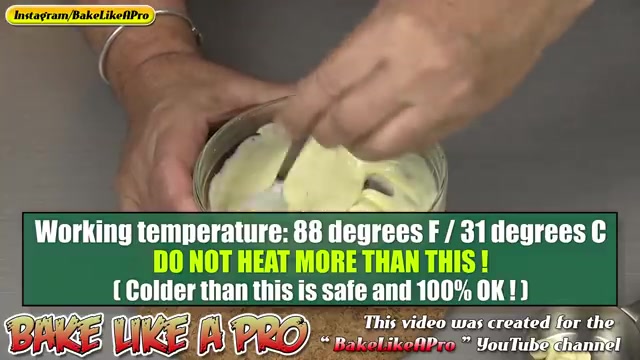 Instagram/BakeLikeAPro
Working temperature: 88 degrees F / 31 degrees C
DO NOT HEAT MORE THAN THIS !
( Colder than this is safe and 100% OK ! )
BAKE LIKE A PRO
This video was created for the
“ BakeLikeAPro ” YouTube channel